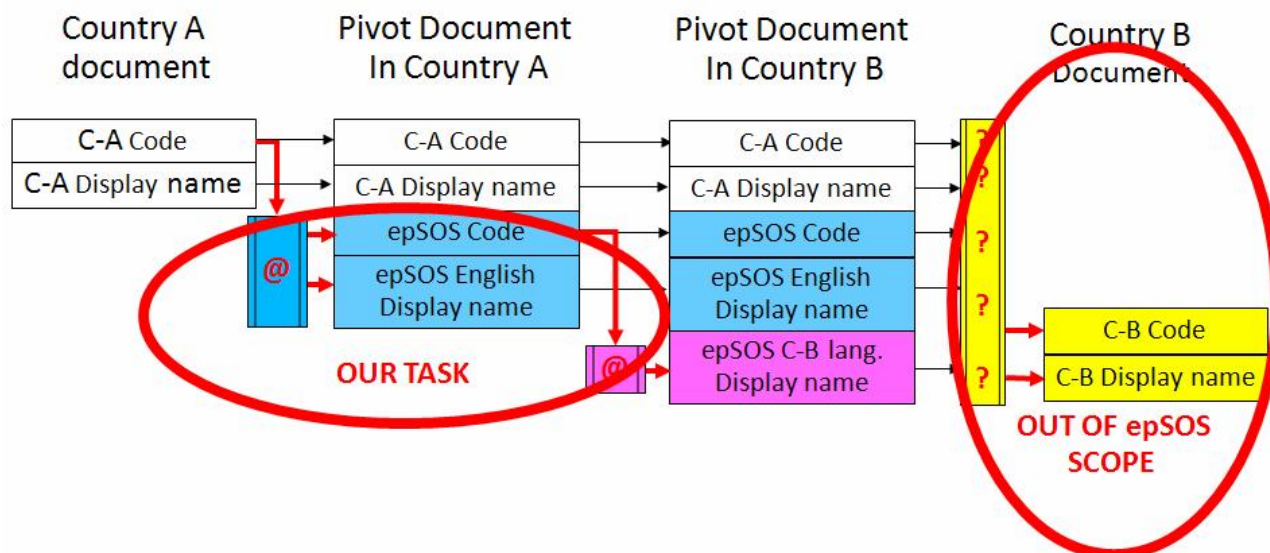 Country A
document
Pivot Document
In Country A
Pivot Document
In Country B
Country B
Document
C-A Code
C-A Display name
C-A Code
C-A Display name
epSOS Code
epSOS English
Display name
C-A Code
C-A Display name
epSOS Code
epSOS English
Display name
epSOS C-B lang.
Display name
@
@
?
?
?
?
?
C-B Code
C-B Display name
OUR TASK
OUT OF epSOS
SCOPE